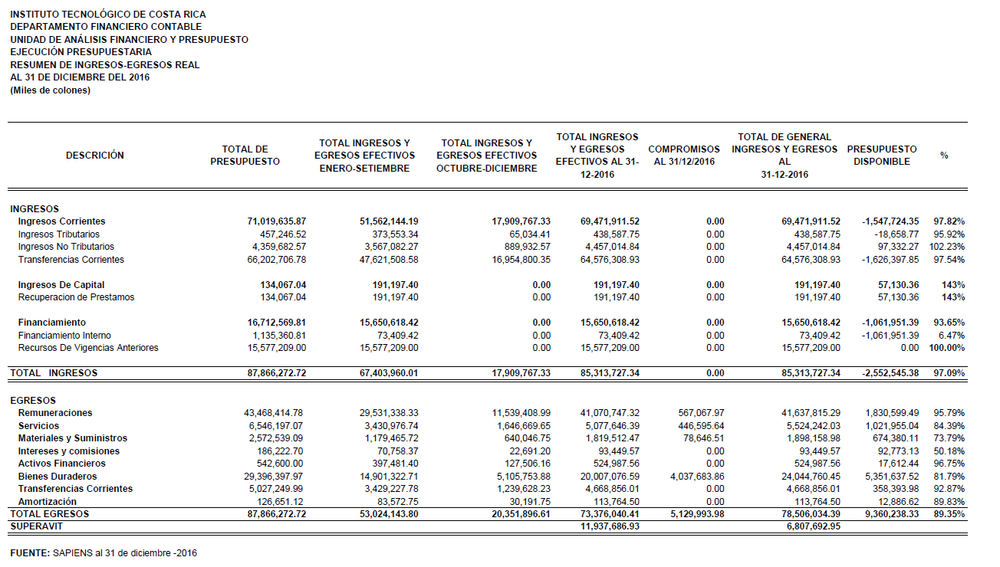 INSTITUTO TECNOLÓGICO DE COSTA RICA
DEPARTAMENTO FINANCIERO CONTABLE
UNIDAD DE ANÁLISIS FINANCIERO Y PRESUPUESTO
EJECUCIÓN PRESUPUESTARIA
RESUMEN DE INGRESOS-EGRESOS REAL
AL 31 DE DICIEMBRE DEL 2016
(Miles de colones)
DESCRICIÓN TOTAL DE PRESUPUESTO TOTAL INGRESOS Y EGRESOS EFECTIVOS ENERO-SETIEMBRE TOTAL INGRESOS Y EGRESOS EFECTIVOS OCTUBRE-DICIEMBRE TOTAL INGRESOS Y EGRESOS EFECTIVOS AL 31-12-2016 COMPROMISOS AL 31/12/2016 TOTAL DE GENERAL INGRESOS Y EGRESOS AL 31-12-2016 PRESUPUESTO DISPONIBLE %
INGRESOS
Ingresos Corrientes 71,019,635.87 51,562,144.19 17,909,767.33 69,471,911.52 0.00 69,471,911.52 -1,547,724.35 97.82%
Ingresos Tributarios 457,246.52 373,553.34 65,034.41 438,587.75 0.00 438,587.75 -18,658.77 95.92%
Ingresos No Tributarios 4,359,682.57 3,567,082.27 889,932.57 4,457,014.84 0.00 4,457,014.84 97,332.27 102.23%
Transferencias Corrientes 66,202,706.78 47,621,508.58 16,954,800.35 64,576,308.93 0.00 64,576,308.93 -1,626,397.85 97.54%
Ingresos De Capital 134,067.04 191,197.40 0.00 191,197.40 0.00 191,197.40 57,130.36 143%
Recuperacion de Prestamos 134,067.04 191,197.40 0.00 191,197.40 0.00 191,197.40 57,130.36 143%
Financiamiento 16,712,569.81 15,650,618.42 0.00 15,650,618.42 0.00 15,650,618.42 -1,061,951.39 93.65%
Financiamiento Interno 1,135,360.81 73,409.42 0.00 73,409.42 0.00 73,409.42 -1,061,951.39 6.47%
Recursos De Vigencias Anteriores 15,577,209.00 15,577,209.00 0.00 15,577,209.00 0.00 15,577,209.00 0.00 100.00%
TOTAL INGRESOS 87,866,272.72 67,403,960.01 17,909,767.33 85,313,727.34 0.00 85,313,727.34 -2,552,545.38 97.09%
EGRESOS
Remuneraciones 43,468,414.78 29,531,338.33 11,539,408.99 41,070,747.32 567,067.97 41,637,815.29 1,830,599.49 95.79%
Servicios 6,546,197.07 3,430,976.74 1,646,669.65 5,077,646.39 446,595.64 5,524,242.03 1,021,955.04 84.39%
Materiales y Suministros 2,572,539.09 1,179,465.72 640,046.75 1,819,512.47 78,646.51 1,898,158.98 674,380.11 73.79%
Intereses y comisiones 186,222.70 70,758.37 22,691.20 93,449.57 0.00 93,449.57 92,773.13 50.18%
Activos Financieros 542,600.00 397,481.40 127,506.16 524,987.56 0.00 524,987.56 17,612.44 96.75%
Bienes Duraderos 29,396,397.97 14,901,322.71 5,105,753.88 20,007,076.59 4,037,683.86 24,044,760.45 5,351,637.52 81.79%
Transferencias Corrientes 5,027,249.99 3,429,227.78 1,239,628.23 4,668,856.01 0.00 4,668,856.01 358,393.98 92.87%
Amortización 126,651.12 83,572.75 30,191.75 113,764.50 0.00 113,764.50 12,886.62 89.83%
TOTAL EGRESOS 87,866,272.72 53,024,143.80 20,351,896.61 73,376,040.41 5,129,993.98 78,506,034.39 9,360,238.33 89.35%
SUPERAVIT 11,937,686.93 6,807,692.95
FUENTE: SAPIENS al 31 de diciembre -2016